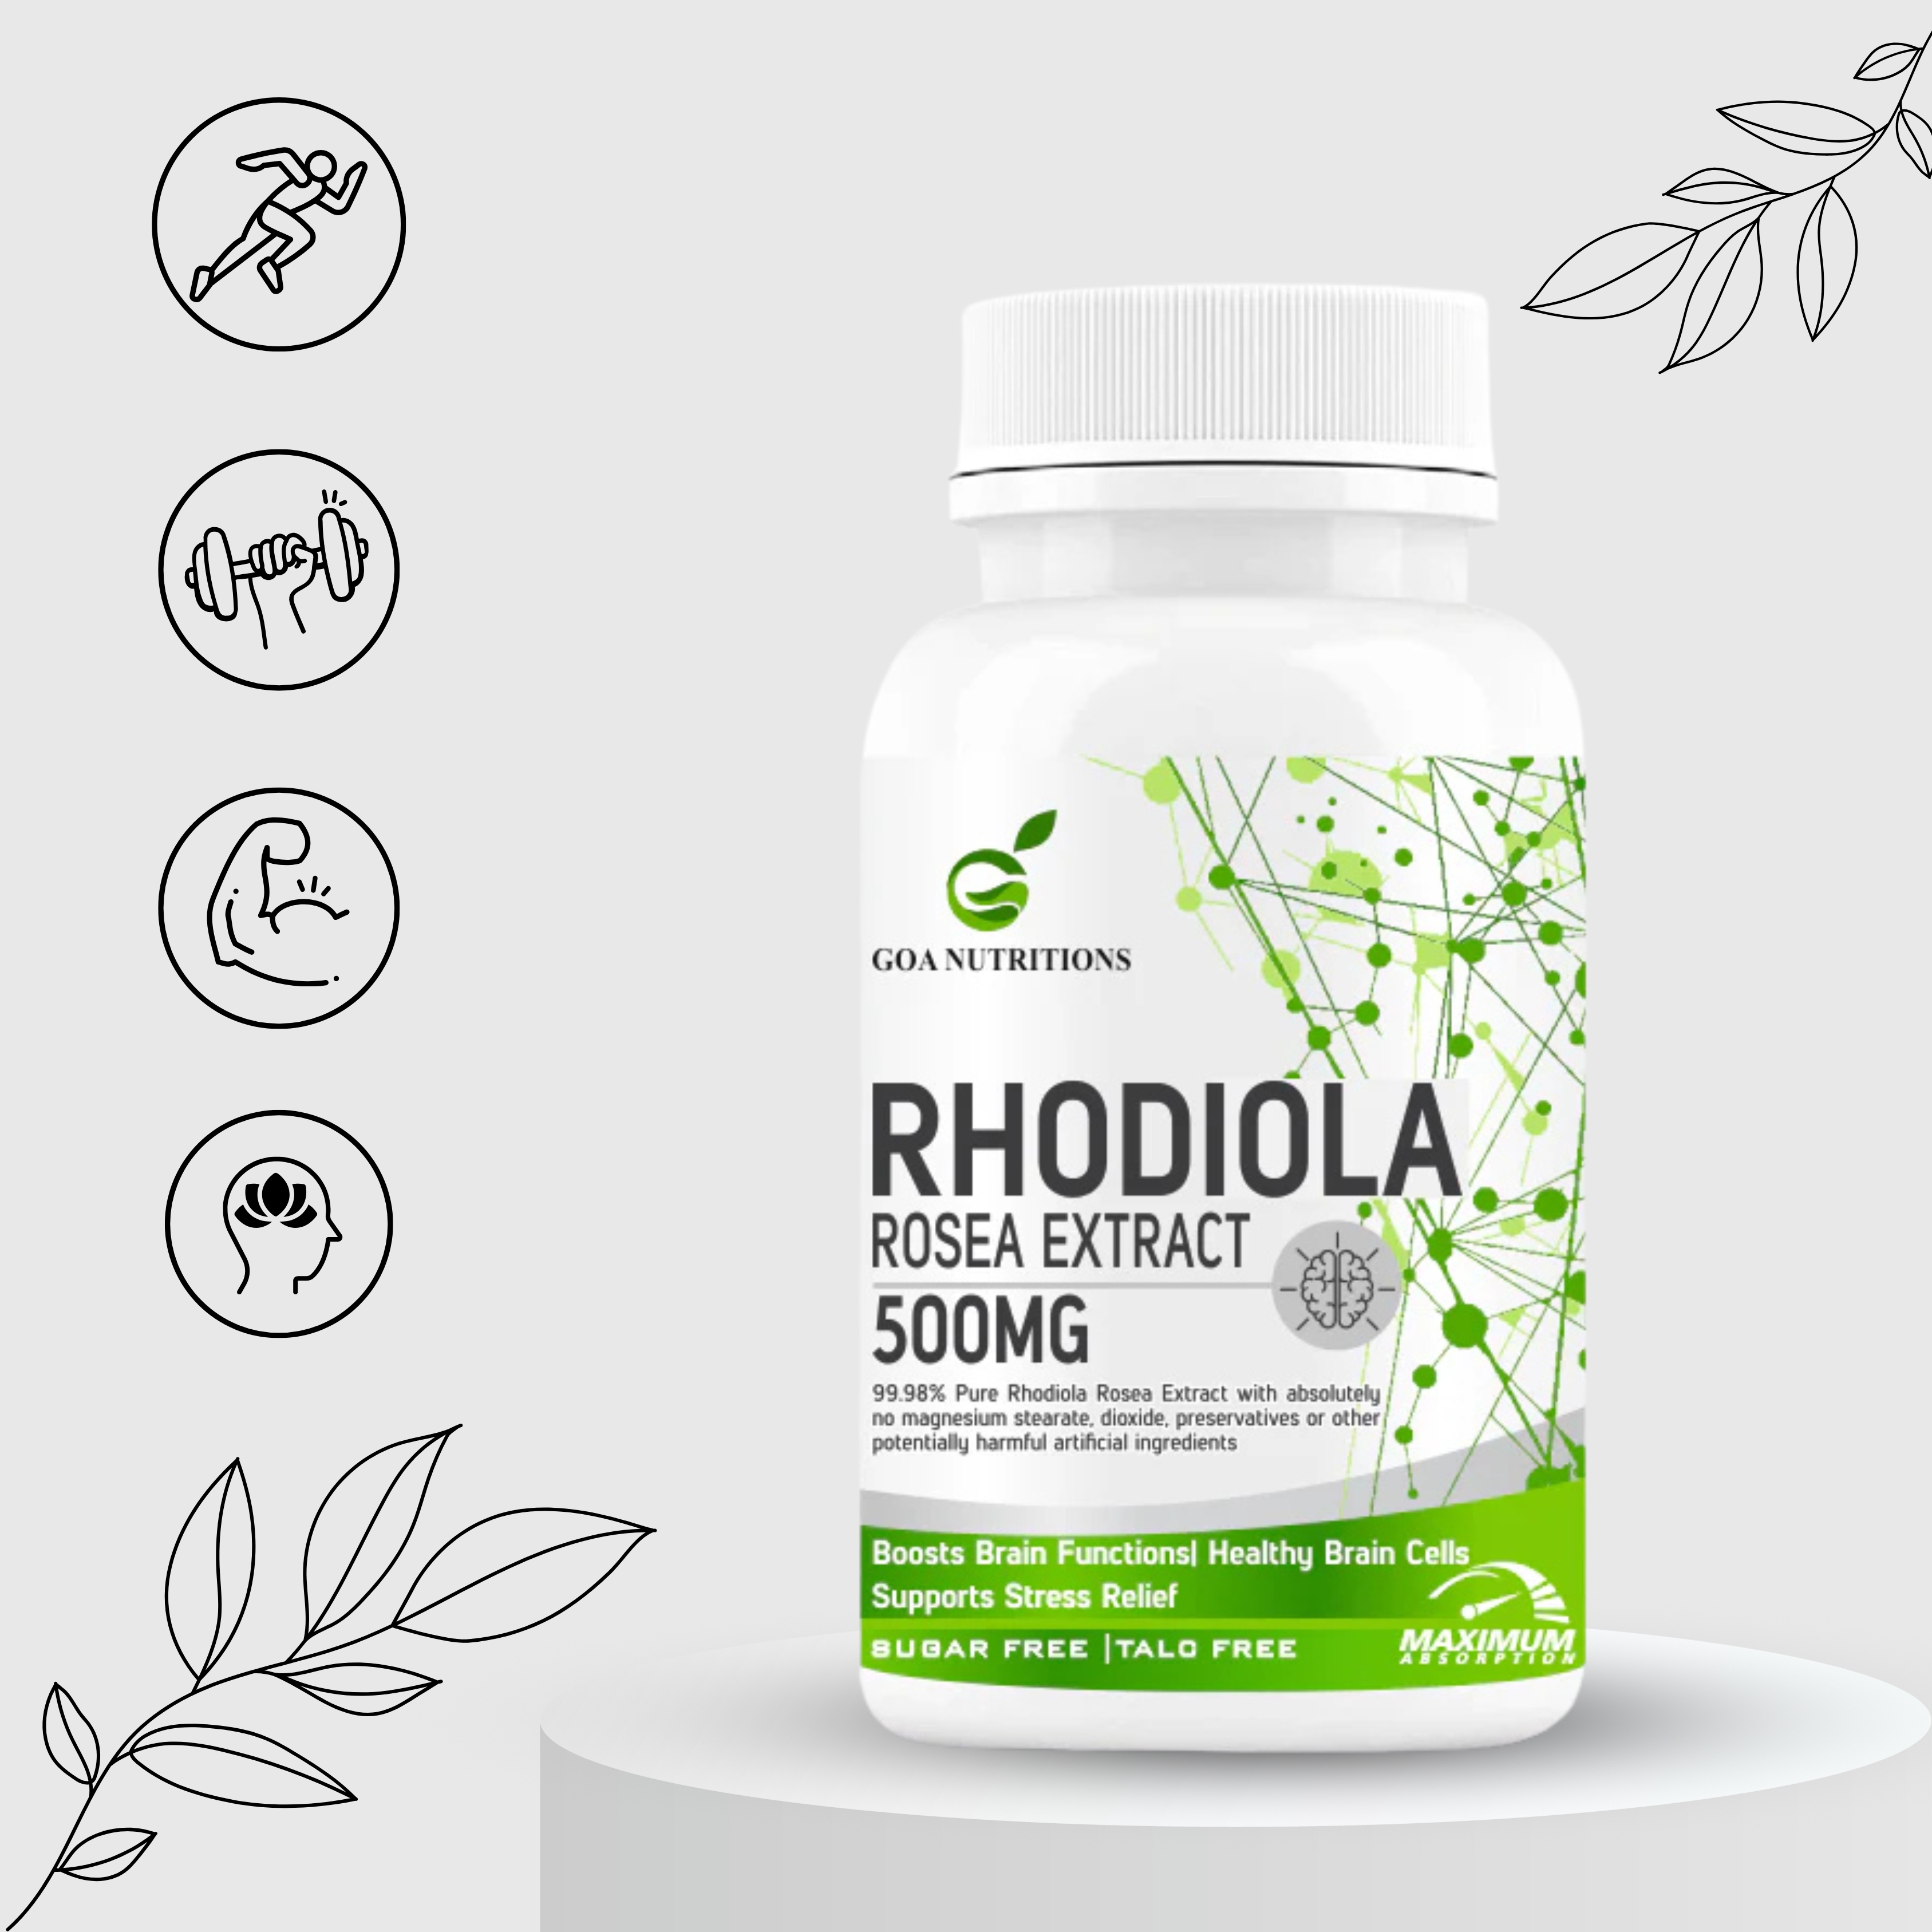 GOA NUTRITIONS
RHODIOLA
ROSEA EXTRACT
500MG
99.98% Pure Rhodiola Rosea Extract with absolutely
no magnesium stearate, dioxide, preservatives or other
potentially harmful artificial ingredients
Boosts Brain Functions| Healthy Brain Cells
Supports Stress Relief
SUGAR FREE |TALC FREE
MAXIMUM
ABSORPTION